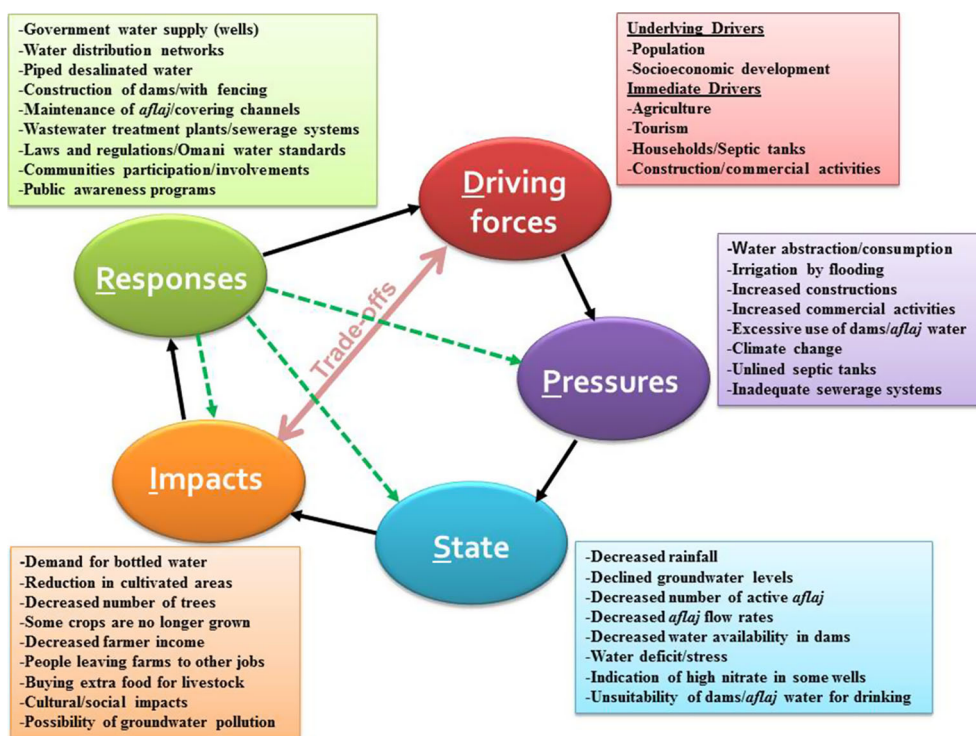 -Government water supply (wells)
-Water distribution networks
-Piped desalinated water
-Construction of dams/with fencing
-Maintenance of aflaj/covering channels
-Wastewater treatment plants/sewerage systems
-Laws and regulations/Omani water standards
-Communities participation/involvements
-Public awareness programs
Underlying Drivers
-Population
-Socioeconomic development
Immediate Drivers
-Agriculture
-Tourism
-Households/Septic tanks
-Construction/commercial activities
Driving
forces
Responses
Trade-offs
-Water abstraction/consumption
-Irrigation by flooding
-Increased constructions
-Increased commercial activities
-Excessive use of dams/aflaj water
-Climate change
-Unlined septic tanks
-Inadequate sewerage systems
Pressures
Impacts
State
-Demand for bottled water
-Reduction in cultivated areas
-Decreased number of trees
-Some crops are no longer grown
-Decreased farmer income
-People leaving farms to other jobs
-Buying extra food for livestock
-Cultural/social impacts
-Possibility of groundwater pollution
-Decreased rainfall
-Declined groundwater levels
-Decreased number of active aflaj
-Decreased aflaj flow rates
-Decreased water availability in dams
-Water deficit/stress
-Indication of high nitrate in some wells
-Unsuitability of dams/aflaj water for drinking